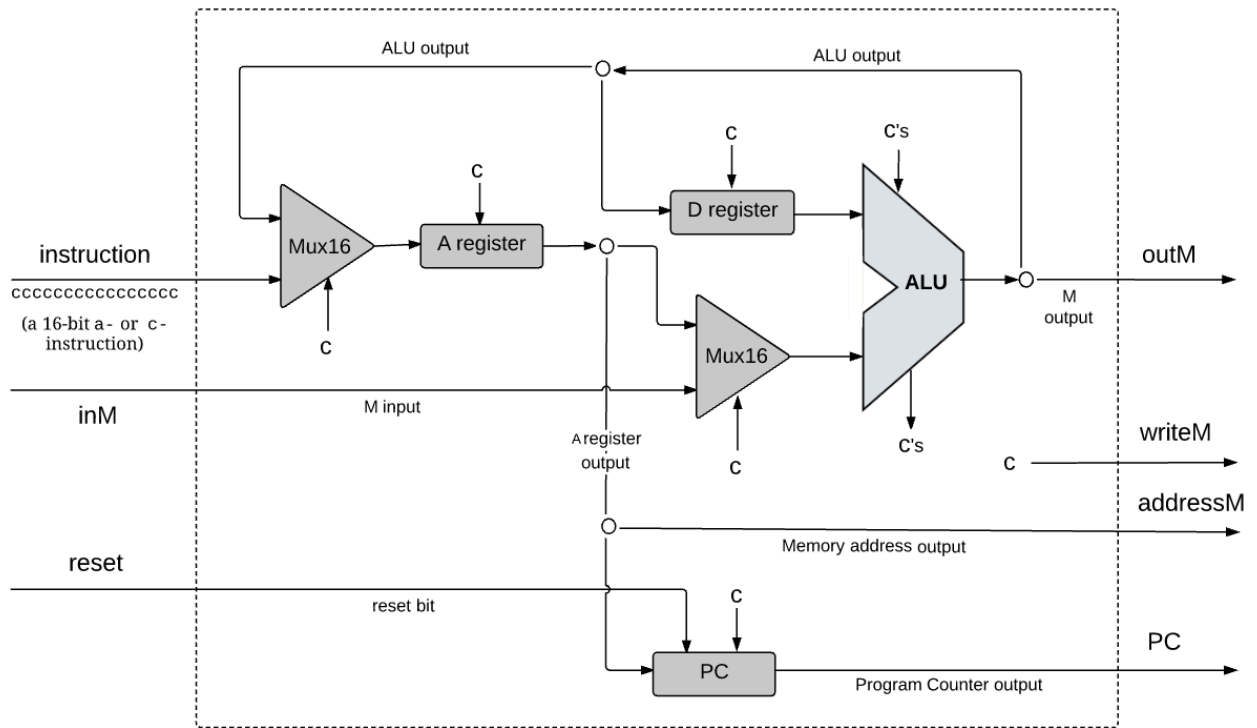 ALU output
ALU output
c
c's
c
D register
Mux16
A register
instruction
cccccccccccccccc
(a 16-bit a- or c-
instruction)
c
ALU
outM
M
output
Mux16
inM
M input
A register
output
c
c's
c
writeM
addressM
Memory address output
reset
reset bit
c
PC
PC
Program Counter output